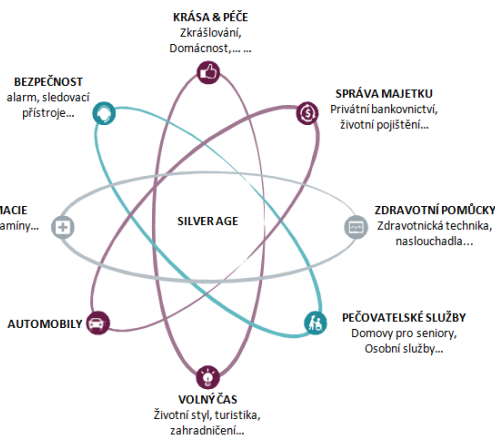 KRÁSA & PÉČE
Zkrášlování,
Domácnost,... ...
BEZPEČNOST
alarm, sledovací
přístroje...
SPRÁVA MAJETKU
Privátní bankovnictví,
životní pojištění...
MACIE
amíny...
SILVER AGE
ZDRAVOTNÍ POMŮCKY
Zdravotnická technika,
naslouchadla...
AUTOMOBILY
PEČOVATELSKÉ SLUŽBY
Domovy pro seniory,
Osobní služby...
VOLNÝ ČAS
Životní styl, turistika,
zahradničení...